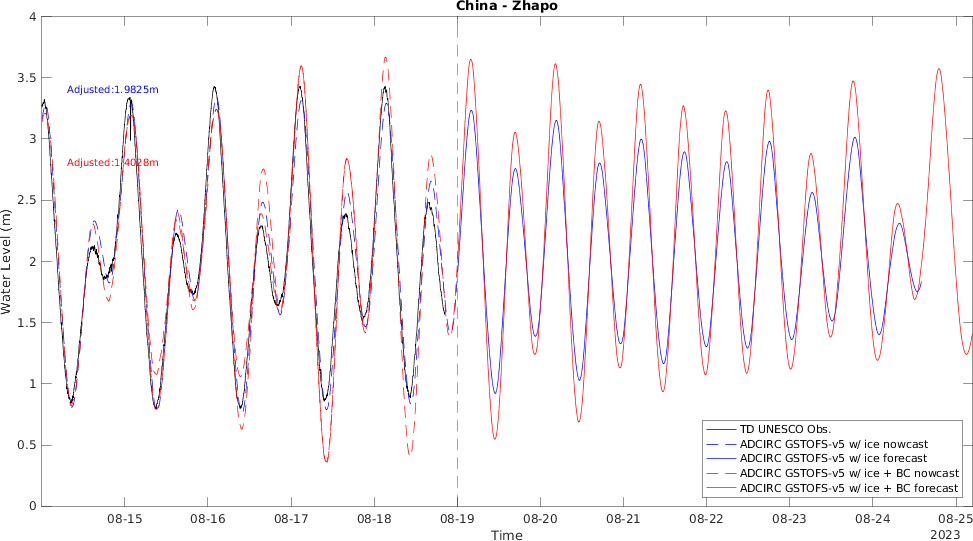 China - Zhapo
4
3.5
3
2.5
2
1.5
1
0.5
0
Water Level (m)
Adjusted:1.9825m
Adjusted:1.4028m
TD UNESCO Obs.
ADCIRC GSTOFS-v5 w/ ice nowcast
ADCIRC GSTOFS-v5 w/ ice forecast
ADCIRC GSTOFS-v5 w/ ice + BC nowcast
ADCIRC GSTOFS-v5 w/ ice + BC forecast
08-15 08-16 08-17 08-18 08-19 08-20 08-21 08-22 08-23 08-24 08-25
Time
2023